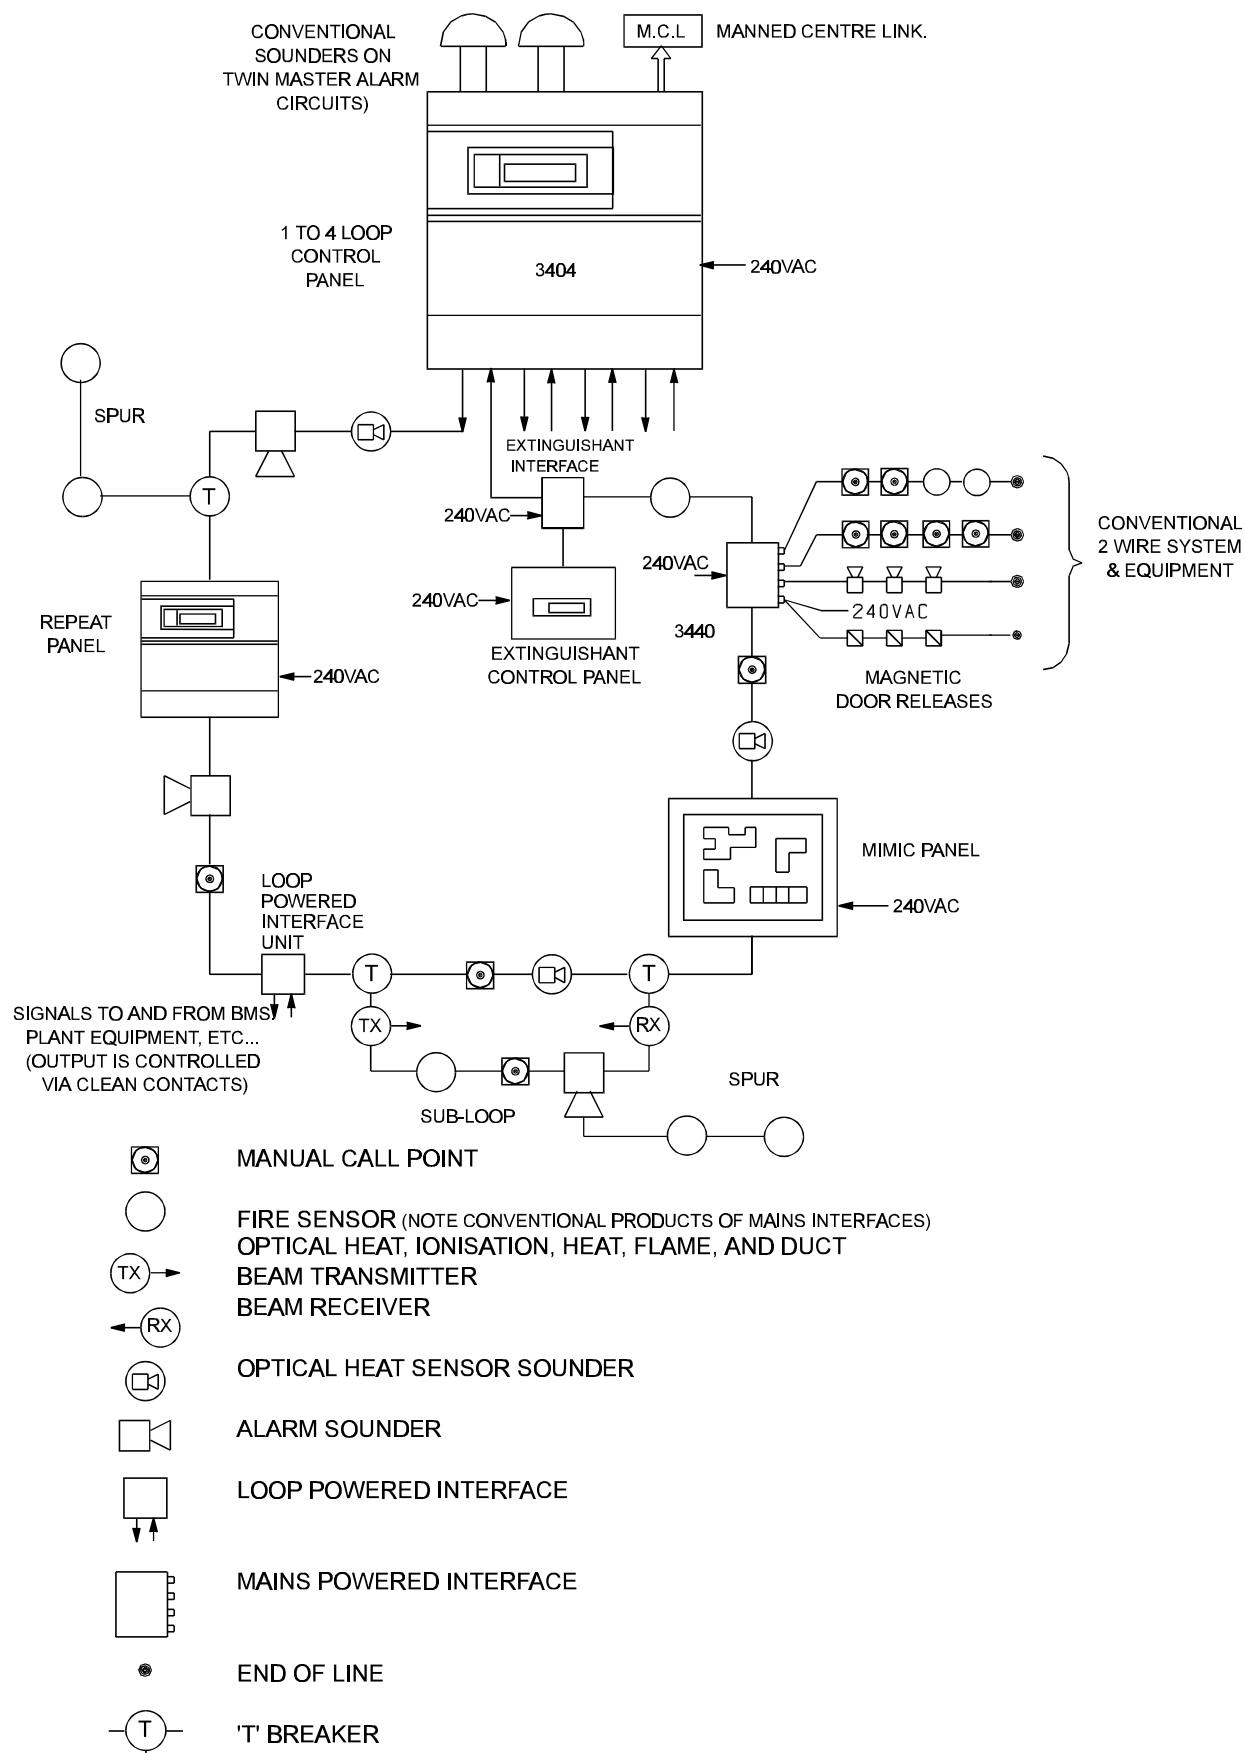 CONVENTIONAL
SOUNDERS ON
TWIN MASTER ALARM
CIRCUITS)
M.C.L
MANNED CENTRE LINK.
1 TO 4 LOOP
CONTROL
PANEL
3404
240VAC
SPUR
T
EXTINGUISHANT
INTERFACE
240VAC
240VAC
EXTINGUISHANT
CONTROL PANEL
240VAC
3440
240VAC
MAGNETIC
DOOR RELEASES
CONVENTIONAL
2 WIRE SYSTEM
& EQUIPMENT
REPEAT
PANEL
240VAC
MIMIC PANEL
240VAC
LOOP
POWERED
INTERFACE
UNIT
T
T
TX
RX
SIGNALS TO AND FROM BMS.
PLANT EQUIPMENT, ETC...
(OUTPUT IS CONTROLLED
VIA CLEAN CONTACTS)
SUB-LOOP
SPUR
MANUAL CALL POINT
FIRE SENSOR (NOTE CONVENTIONAL PRODUCTS OF MAINS INTERFACES)
OPTICAL HEAT, IONISATION, HEAT, FLAME, AND DUCT
TX
BEAM TRANSMITTER
BEAM RECEIVER
RX
OPTICAL HEAT SENSOR SOUNDER
ALARM SOUNDER
LOOP POWERED INTERFACE
MAINS POWERED INTERFACE
END OF LINE
T
'T' BREAKER